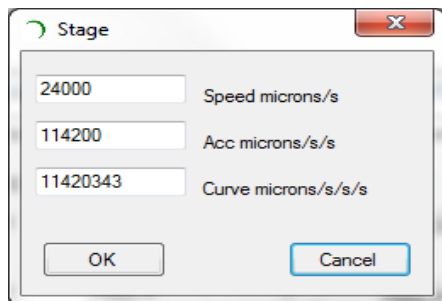 Stage
24000 Speed microns/s
114200 Acc microns/s/s
11420343 Curve microns/s/s/s
OK Cancel